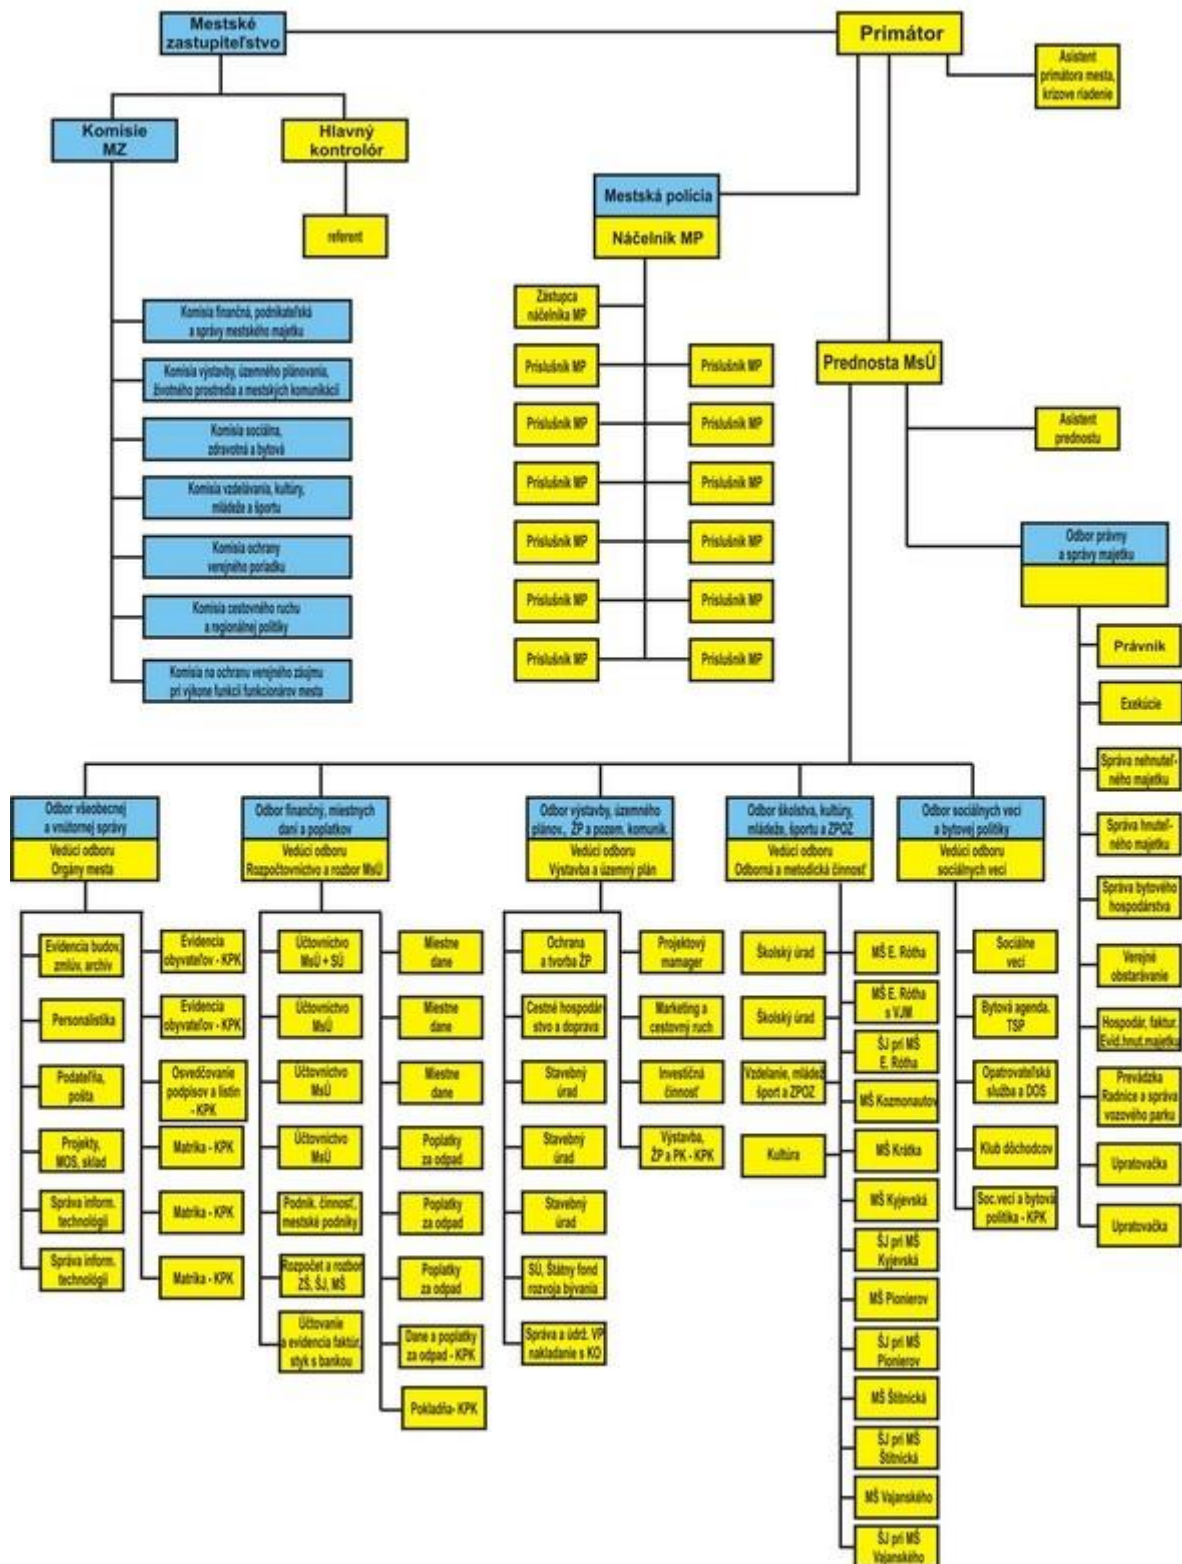 Mestské
zastupiteľstvo
Primátor
Asistent
primátora mesta,
krízove riadenie
Komisie
MZ
Hlavný
kontrolór
referent
Mestská polícia
Náčelník MP
Zástupca
náčelníka MP
Príslušník MP
Príslušník MP
Príslušník MP
Príslušník MP
Príslušník MP
Príslušník MP
Príslušník MP
Príslušník MP
Príslušník MP
Príslušník MP
Príslušník MP
Príslušník MP
Komisia finančná, podnikateľská
a správy mestského majetku
Komisia výstavby, územného plánovania,
životného prostredia a mestských komunikácií
Komisia sociálna,
zdravotná a bytová
Komisia vzdelávania, kultúry,
mládeže a športu
Komisia ochrany
verejného poriadku
Komisia cestovného ruchu
a regionálnej politiky
Komisia na ochranu verejného záujmu
pri výkone funkcií funkcionárov mesta
Prednosta MsÚ
Asistent
prednostu
Odbor právny
a správy majetku
Právnik
Exekúcie
Správa nehnuteľ-
ného majetku
Správa hnuteľ-
ného majetku
Správa bytového
hospodárstva
Verejné
obstarávanie
Hospodár, faktur.
Evid.hnut.majetku
Prevádzka
Radnice a správa
vozového parku
Upratovačka
Upratovačka
Odbor všeobecnej
a vnútornej správy
Vedúci odboru
Orgány mesta
Evidencia budov,
zmlúv, archív
Personalistika
Podateľňa,
pošta
Projekty,
MOS, sklad
Správa inform.
technológií
Správa inform.
technológií
Evidencia
obyvateľov - KPK
Evidencia
obyvateľov - KPK
Osvedčovanie
podpisov a listín
- KPK
Matrika - KPK
Matrika - KPK
Matrika - KPK
Odbor finančný, miestnych
daní a poplatkov
Vedúci odboru
Rozpočtovníctvo a rozbor MsÚ
Účtovníctvo
MsÚ + SÚ
Účtovníctvo
MsÚ
Účtovníctvo
MsÚ
Účtovníctvo
MsÚ
Podnik. činnosť,
mestské podniky
Rozpočet a rozbor
ZŠ, ŠJ, MŠ
Účtovanie
a evidencia faktúr,
styk s bankou
Miestne
dane
Miestne
dane
Miestne
dane
Poplatky
za odpad
Poplatky
za odpad
Poplatky
za odpad
Dane a poplatky
za odpad - KPK
Pokladňa- KPK
Odbor výstavby, územného
plánov., ŽP a pozem. komuník.
Vedúci odboru
Výstavba a územný plán
Ochrana
a tvorba ŽP
Cestné hospodár-
stvo a doprava
Stavebný
úrad
Stavebný
úrad
Stavebný
úrad
SÚ, Štátny fond
rozvoja bývania
Správa a údrž. VP
nakladanie s KO
Projektový
manager
Marketing a
cestovný ruch
Investičná
činnosť
Výstavba,
ŽP a PK - KPK
Odbor školstva, kultúry,
mládeže, športu a ZPOZ
Vedúci odboru
Odborná a metodická činnosť
Školský úrad
Školský úrad
Vzdelanie, mládež
šport a ZPOZ
Kultúra
MŠ E. Rótha
MŠ E. Rótha
s VJM
ŠJ pri MŠ
E. Rótha
MŠ Kozmonautov
MŠ Krátka
MŠ Kyjevská
ŠJ pri MŠ
Kyjevská
MŠ Pionierov
ŠJ pri MŠ
Pionierov
MŠ Štítnická
ŠJ pri MŠ
Štítnická
MŠ Vajanského
ŠJ pri MŠ
Vajanského
Odbor sociálnych vecí
a bytovej politiky
Vedúci odboru
sociálnych vecí
Sociálne
veci
Bytová agenda.
TSP
Opatrovateľská
služba a DOS
Klub dôchodcov
Soc.veci a bytová
politika - KPK